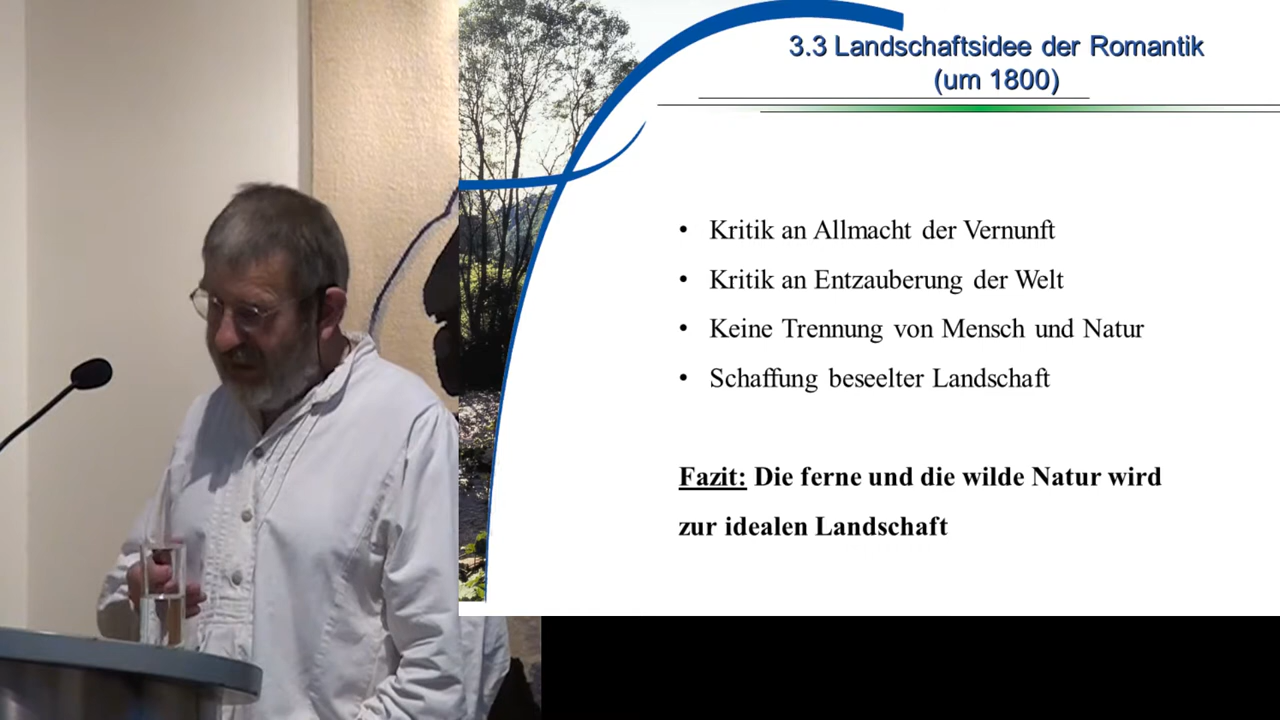 3.3 Landschaftsidee der Romantik
(um 1800)
• Kritik an Allmacht der Vernunft
• Kritik an Entzauberung der Welt
• Keine Trennung von Mensch und Natur
• Schaffung beseelter Landschaft
Fazit: Die ferne und die wilde Natur wird
zur idealen Landschaft